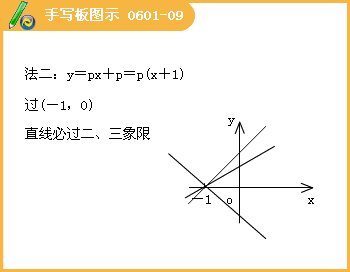 手写板图示 0601-09
法二：y＝px＋p＝p(x＋1)
过(－1，0)
直线必过二、三象限
y
－1 o x